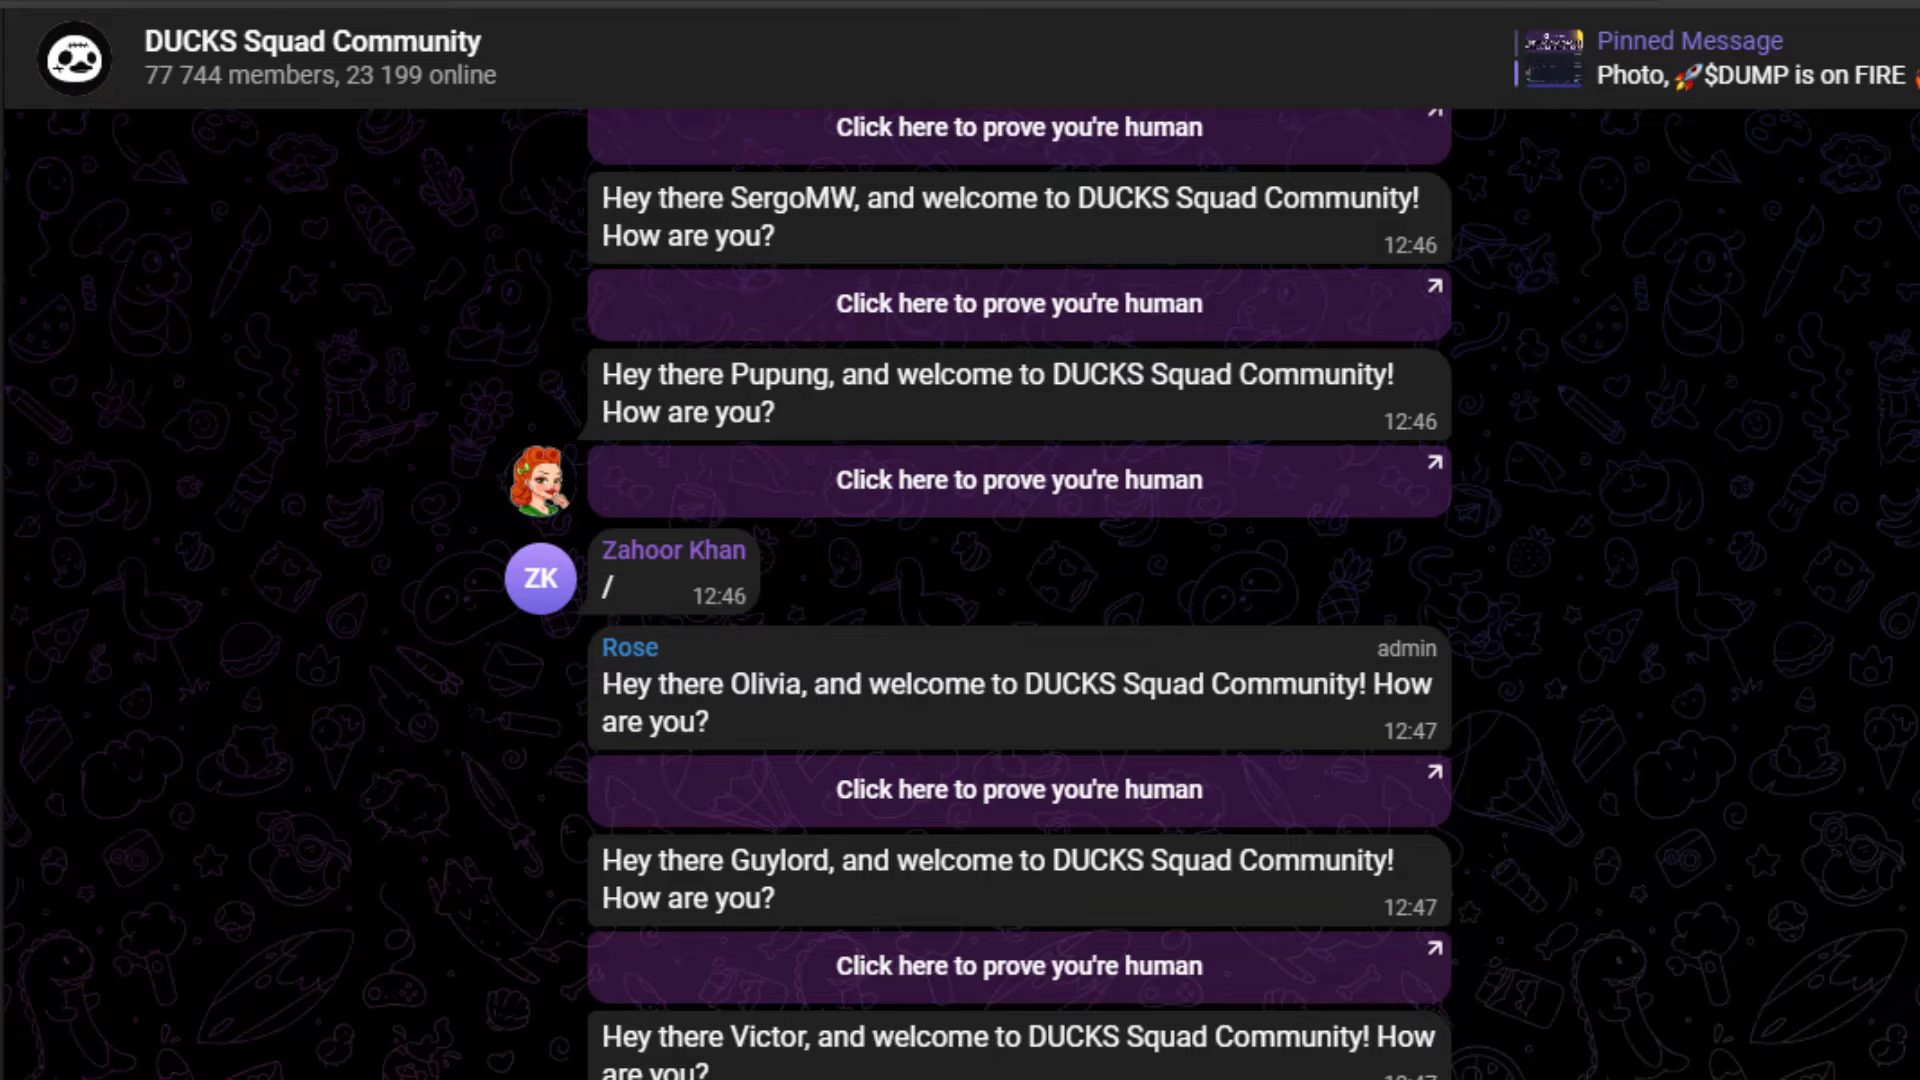 DUCKS Squad Community
77 744 members, 23 199 online
Pinned Message
Photo, 🚀$DUMP is on FIRE
Click here to prove you're human
Hey there SergoMW, and welcome to DUCKS Squad Community!
How are you?
12:46
Click here to prove you're human
Hey there Pupung, and welcome to DUCKS Squad Community!
How are you?
12:46
Click here to prove you're human
ZK
Zahoor Khan
/
12:46
Rose
admin
Hey there Olivia, and welcome to DUCKS Squad Community! How
are you?
12:47
Click here to prove you're human
Hey there Guylord, and welcome to DUCKS Squad Community!
How are you?
12:47
Click here to prove you're human
Hey there Victor, and welcome to DUCKS Squad Community! How
are you?